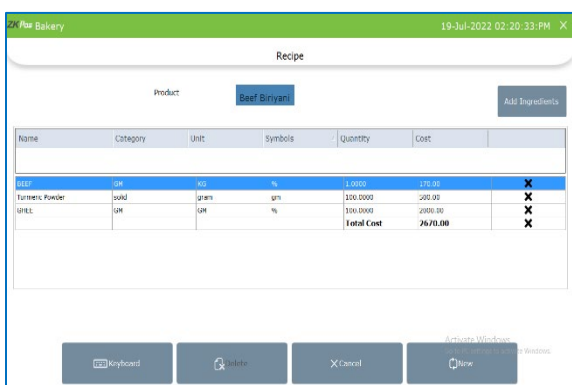 ZKPos Bakery 19-Jul-2022 02:20:33:PM X
Recipe
Product Beef Biriyani
Add Ingredients
Name Category Unit Symbols Quantity Cost
BEEF GM KG % 1.0000 170.00
Turmeric Powder solid gram gm 100.0000 500.00
GHEE GM GM % 100.0000 2000.00
Total Cost 2670.00
Activate Windows
Keyboard Delete Cancel New